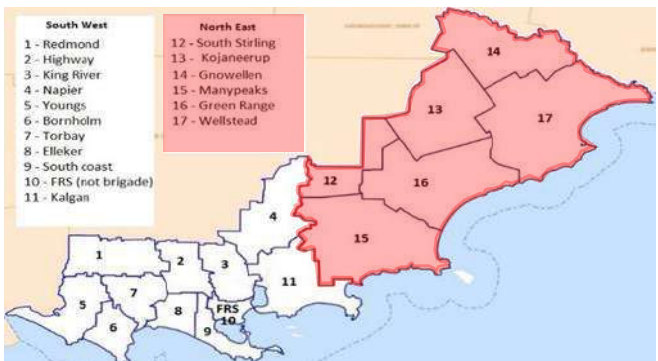 South West
1 - Redmond
2 - Highway
3 - King River
4 - Napier
5 - Youngs
6 - Bornholm
7 - Torbay
8 - Elleker
9 - South coast
10 - FRS (not brigade)
11 - Kalgan
North East
12 - South Stirling
13 - Kojaneerup
14 - Gnowellen
15 - Manypeaks
16 - Green Range
17 - Wellstead
14
13
17
12
16
4
15
1
2
3
11
5
7
8
FRS
10
6
9